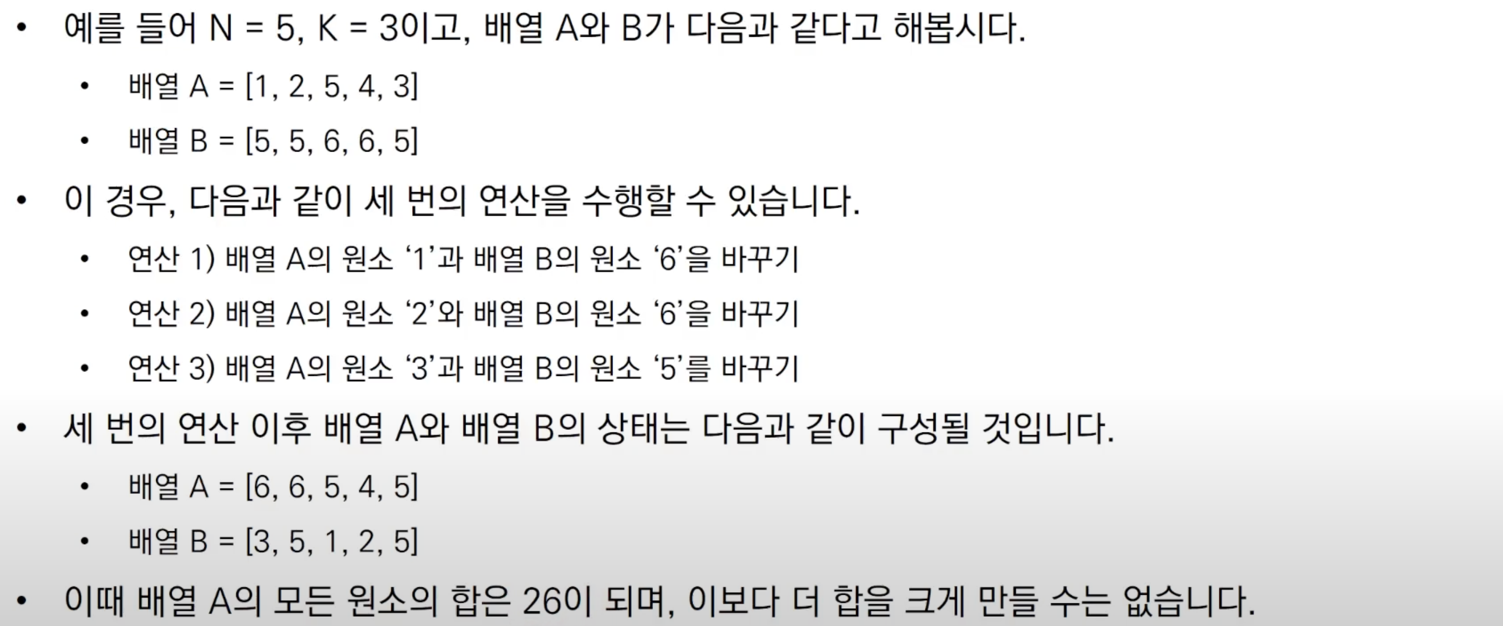 • 예를 들어 N = 5, K = 3이고, 배열 A와 B가 다음과 같다고 해봅시다.
• 배열 A = [1, 2, 5, 4, 3]
• 배열 B = [5, 5, 6, 6, 5]
• 이 경우, 다음과 같이 세 번의 연산을 수행할 수 있습니다.
• 연산 1) 배열 A의 원소 ‘1’과 배열 B의 원소 ‘6’을 바꾸기
• 연산 2) 배열 A의 원소 ‘2’와 배열 B의 원소 ‘6’을 바꾸기
• 연산 3) 배열 A의 원소 ‘3’과 배열 B의 원소 ‘5’를 바꾸기
• 세 번의 연산 이후 배열 A와 배열 B의 상태는 다음과 같이 구성될 것입니다.
• 배열 A = [6, 6, 5, 4, 5]
• 배열 B = [3, 5, 1, 2, 5]
• 이때 배열 A의 모든 원소의 합은 26이 되며, 이보다 더 합을 크게 만들 수는 없습니다.